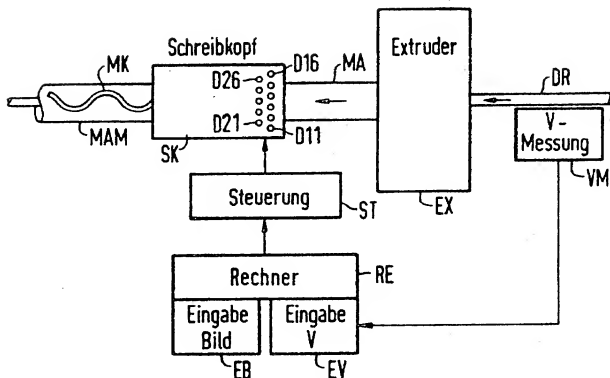 Schreibkopf
MK
D26
D16
MA
Extruder
DR
D21
D11
MAM
SK
V-
Messung
VM
EX
Steuerung
ST
Rechner
RE
Eingabe
Bild
Eingabe
V
EB
EV